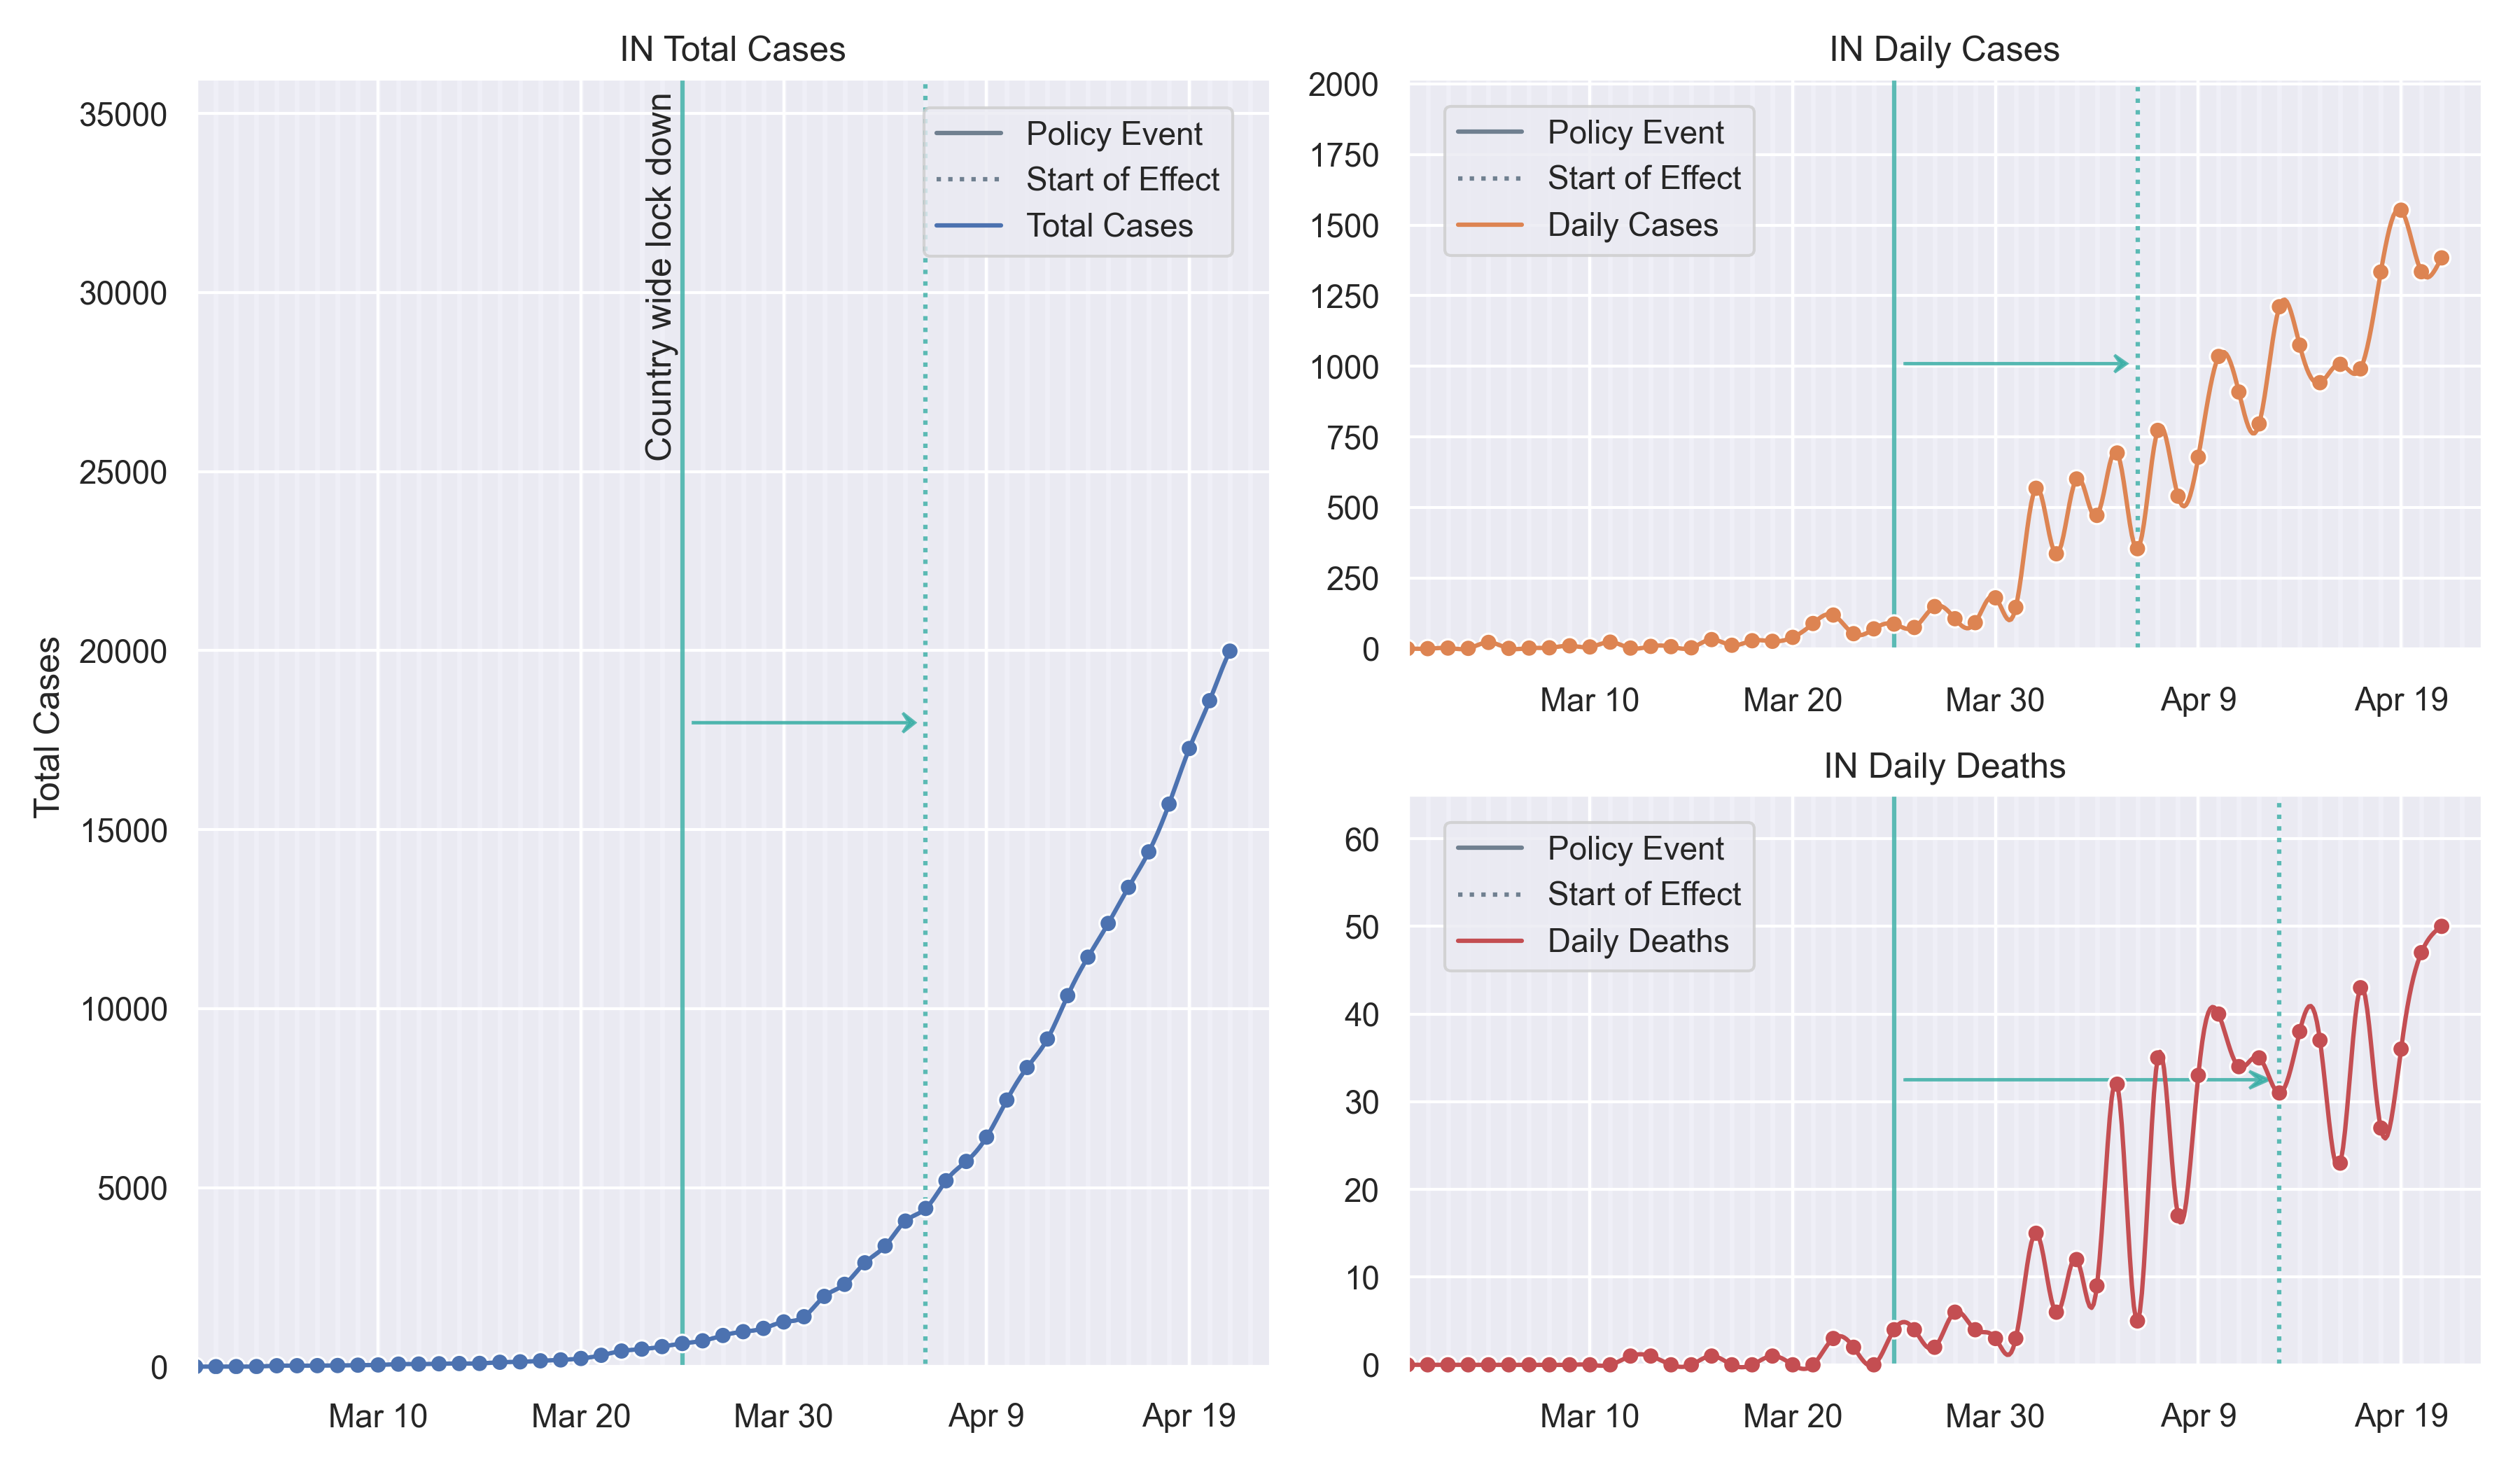 IN Total Cases
Total Cases
35000
30000
25000
20000
15000
10000
5000
0
Country wide lock down
Policy Event
Start of Effect
Total Cases
Mar 10
Mar 20
Mar 30
Apr 9
Apr 19
IN Daily Cases
2000
1750
1500
1250
1000
750
500
250
0
Policy Event
Start of Effect
Daily Cases
Mar 10
Mar 20
Mar 30
Apr 9
Apr 19
IN Daily Deaths
60
50
40
30
20
10
0
Policy Event
Start of Effect
Daily Deaths
Mar 10
Mar 20
Mar 30
Apr 9
Apr 19